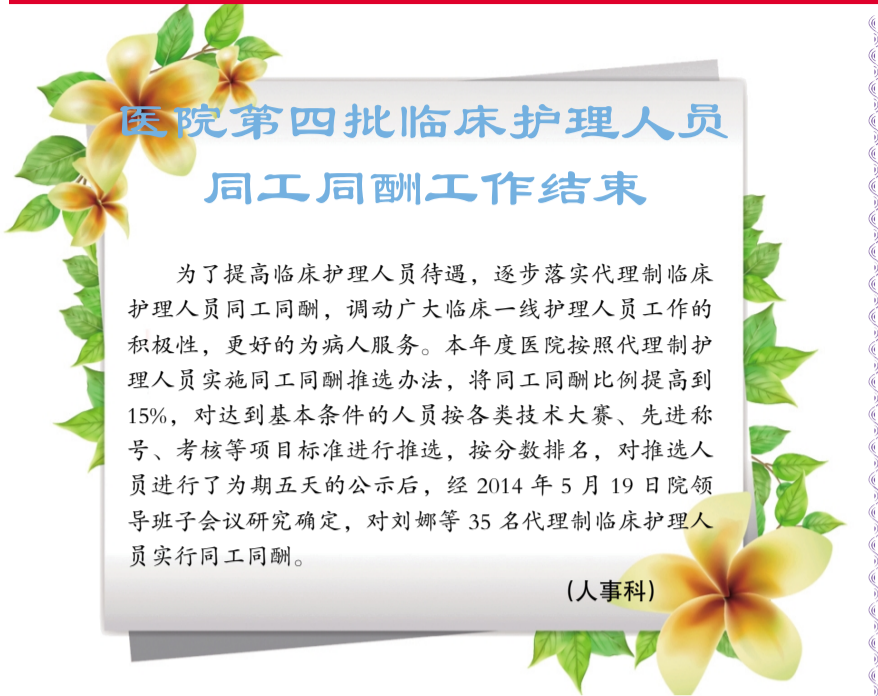 医院第四批临床护理人员
同工同酬工作结束
为了提高临床护理人员待遇，逐步落实代理制临床
护理人员同工同酬，调动广大临床一线护理人员工作的
积极性，更好的为病人服务。本年度医院按照代理制护
理人员实施同工同酬推选办法，将同工同酬比例提高到
15%，对达到基本条件的人员按各类技术大赛、先进称
号、考核等项目标准进行推选，按分数排名，对推选人
员进行了为期五天的公示后，经 2014 年 5 月 19 日院领
导班子会议研究确定，对刘娜等 35 名代理制临床护理人
员实行同工同酬。
（人事科）